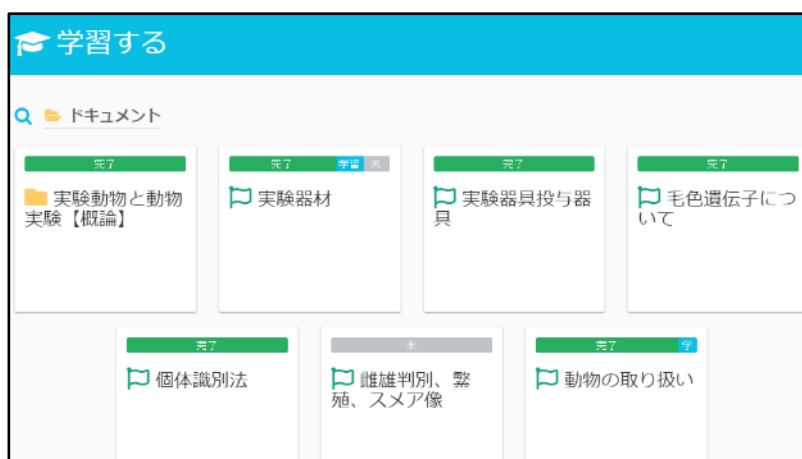 学習する
ドキュメント
完了
実験動物と動物
実験【概論】
完了 学習 未
実験器材
完了
実験器具投与器
具
完了
毛色遺伝子につ
いて
完了
個体識別法
未
雌雄判別、繁
殖、スメア像
完了 学
動物の取り扱い